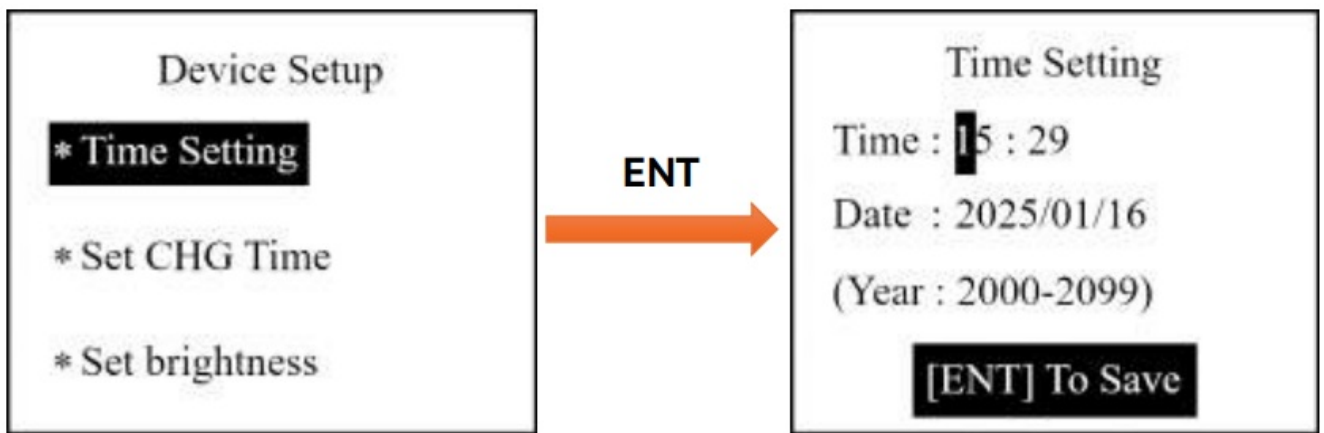 Device Setup
* Time Setting
* Set CHG Time
* Set brightness
ENT
Time Setting
Time : 15 : 29
Date : 2025/01/16
(Year : 2000-2099)
[ENT] To Save